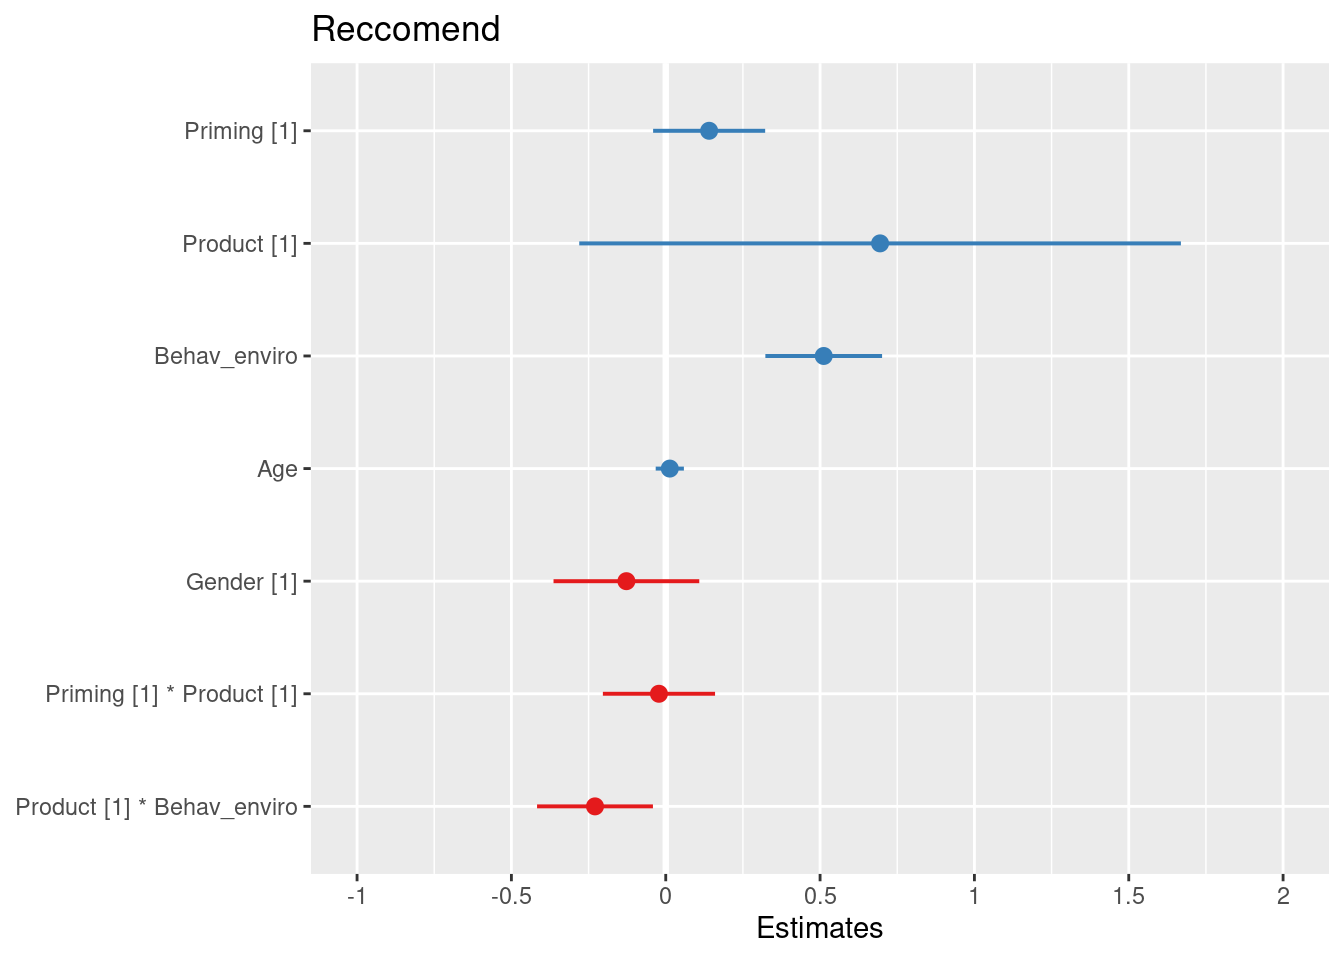 Reccomend
Priming [1]
Product [1]
Behav_enviro
Age
Gender [1]
Priming [1] * Product [1]
Product [1] * Behav_enviro
-1 -0.5 0 0.5 1 1.5 2
Estimates